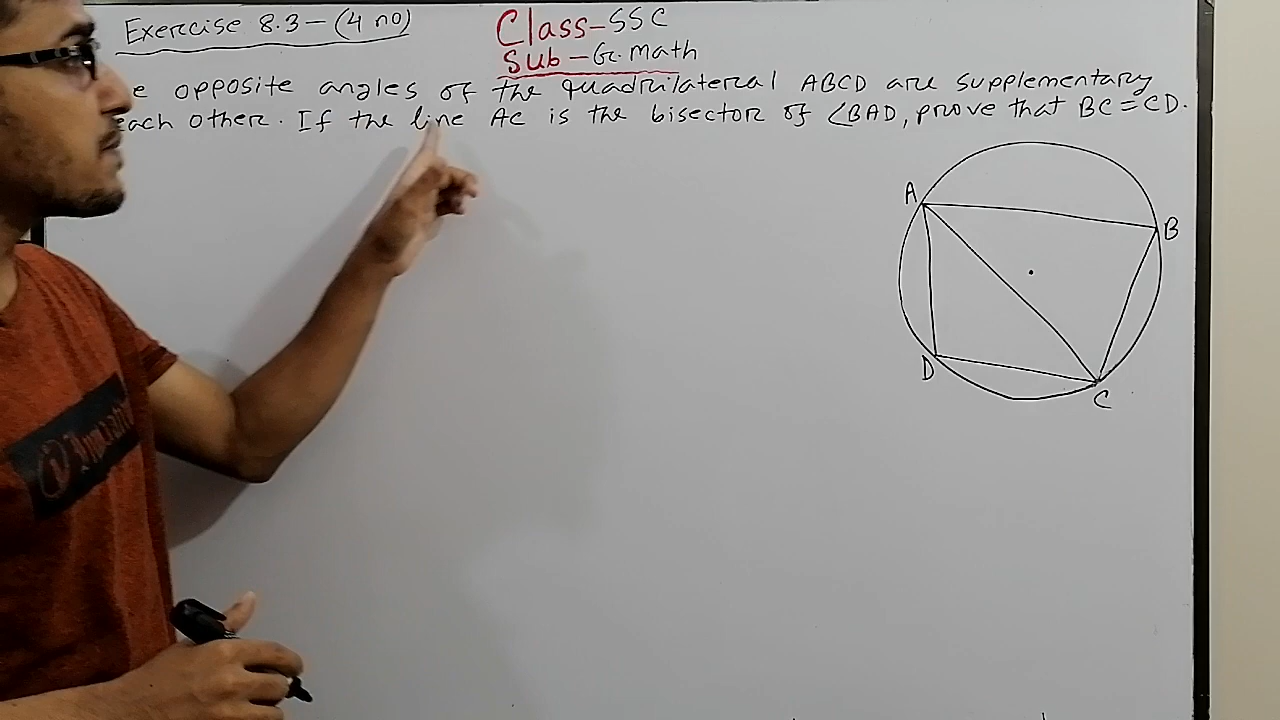 Exercise 8.3 - (4 no)
Class-SSC
Sub-G.Math
e opposite angles of the quadrilateral ABCD are supplementary
each other. If the line AC is the bisector of ∠BAD, prove that BC = CD.
A
B
D
C